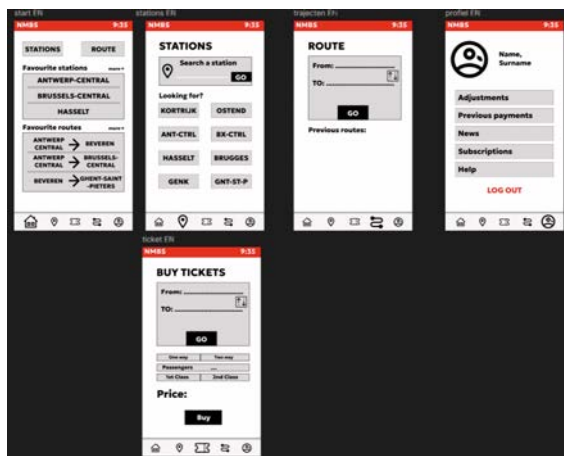 start EN
NMBS 9:35
STATIONS ROUTE
Favourite stations more
ANTWERP-CENTRAL
BRUSSELS-CENTRAL
HASSELT
Favourite routes more
ANTWERP CENTRAL → BEVEREN
ANTWERP CENTRAL → BRUSSELS-CENTRAL
BEVEREN → GHENT-SAINT-PIETERS
stations EN
NMBS 9:35
STATIONS
Search a station
GO
Looking for?
KORTRIJK OSTEND
ANT-CTRL BX-CTRL
HASSELT BRUGGES
GENK GNT-ST-P
trajecten EN
NMBS 9:35
ROUTE
From:
TO:
GO
Previous routes:
profiel EN
NMBS 9:35
Name,
Surname
Adjustments
Previous payments
News
Subscriptions
Help
LOG OUT
ticket EN
NMBS 9:35
BUY TICKETS
From:
TO:
GO
One way Two way
Passengers
1st Class 2nd Class
Price:
Buy